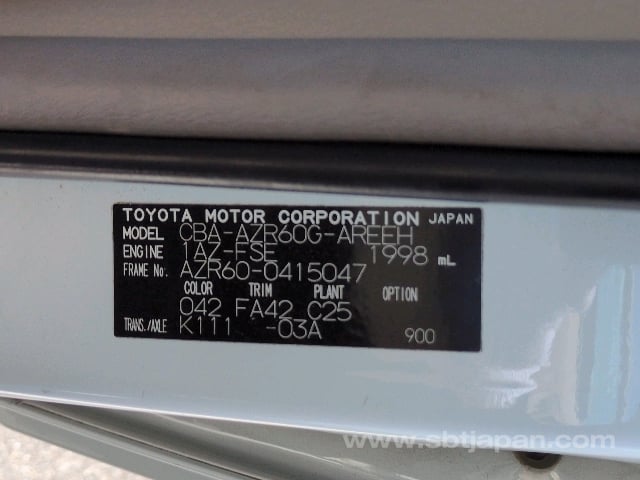 TOYOTA MOTOR CORPORATION JAPAN
MODEL CBA-AZR60G-AREEH
ENGINE 1AZ-FSE 1998 mL
FRAME No. AZR60-0415047
COLOR TRIM PLANT OPTION
042 FA42 C25
TRANS./AXLE K111 -03A 900
www.sbtjapan.com